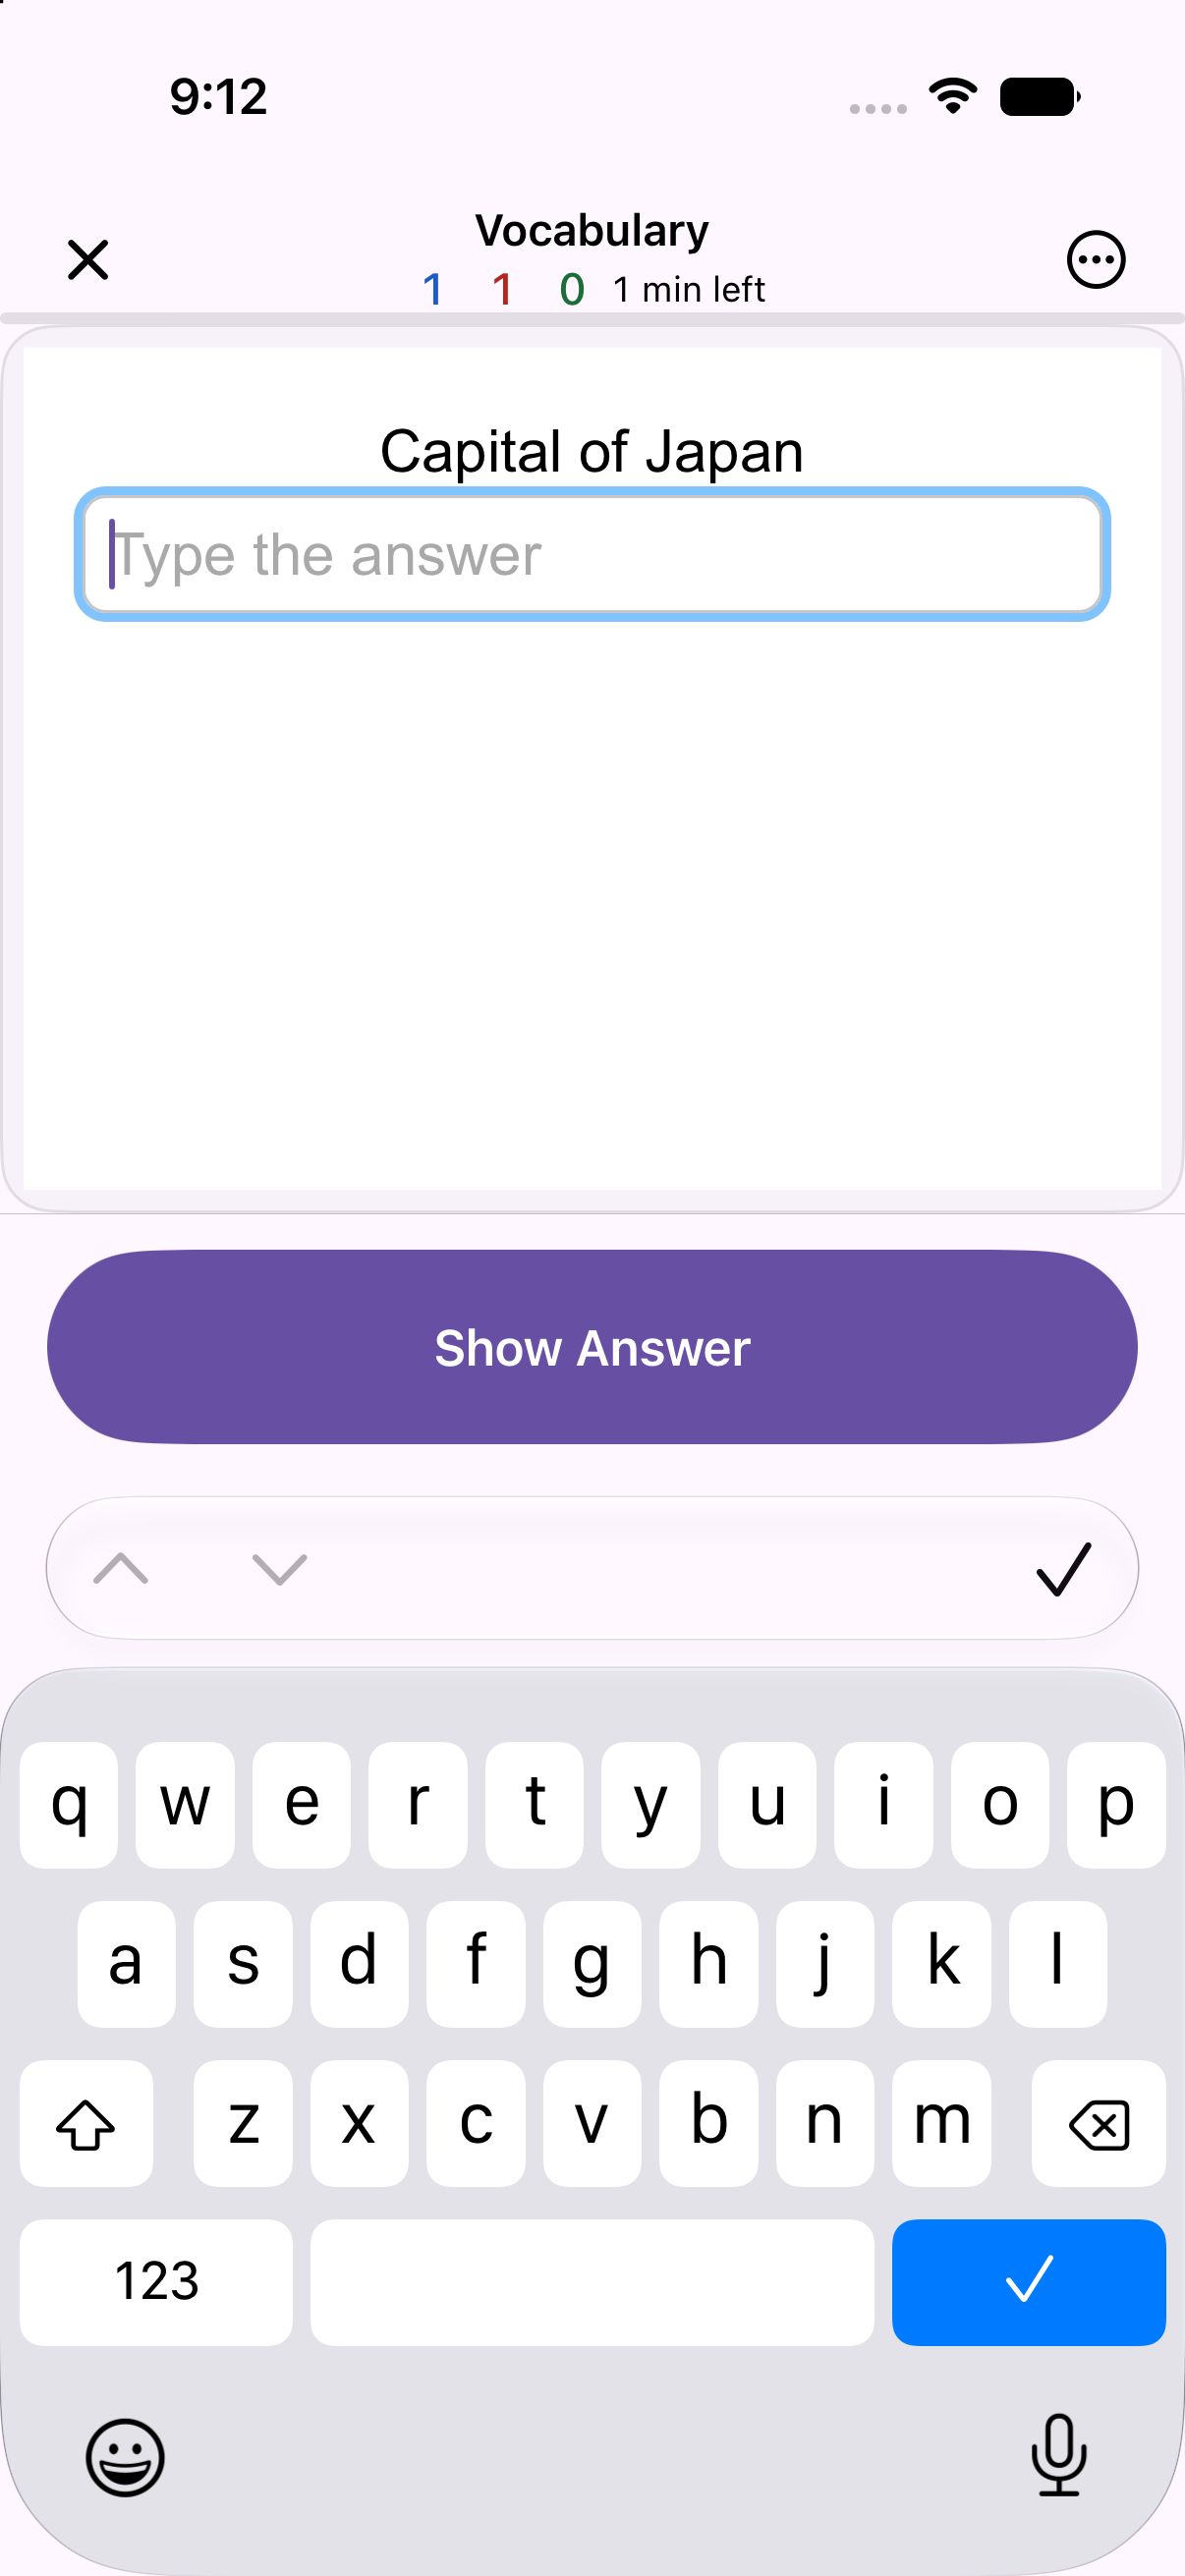 9:12
Vocabulary
1 1 0 1 min left
Capital of Japan
Type the answer
Show Answer
q w e r t y u i o p
a s d f g h j k l
z x c v b n m
123